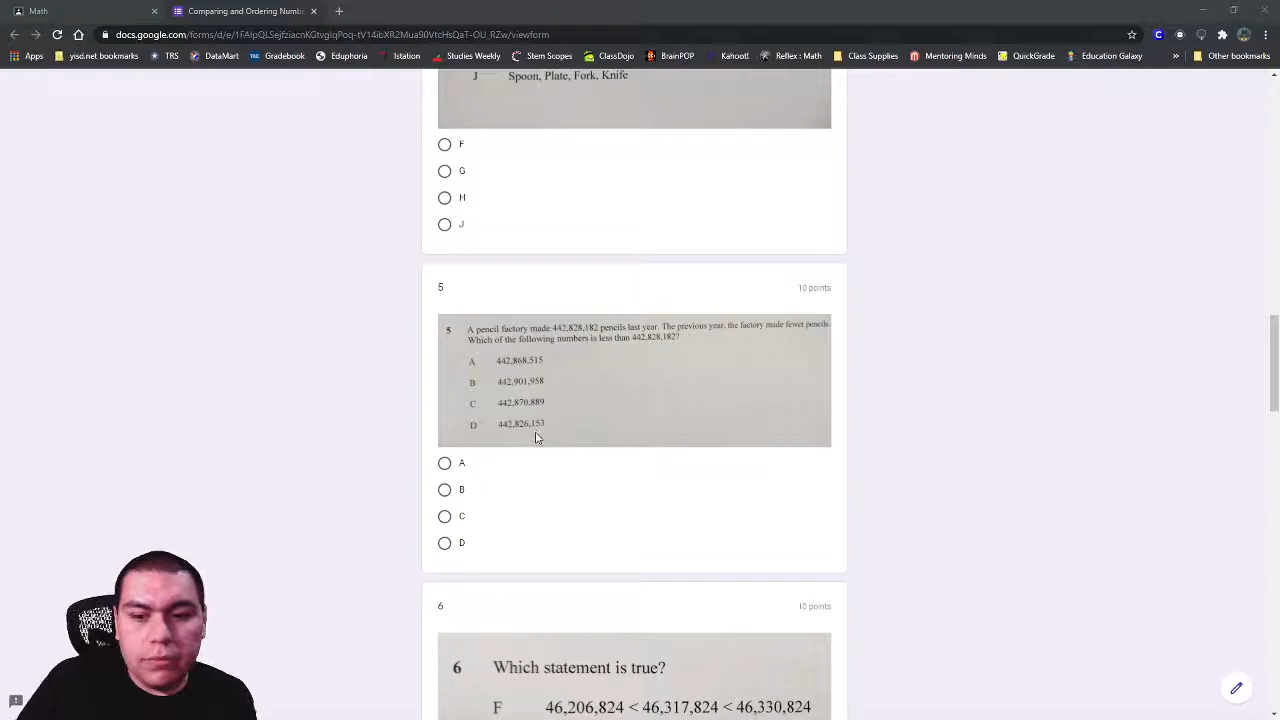 Math
Comparing and Ordering Numb
docs.google.com/forms/d/e/
Apps
yisd.net bookmarks
TRS
DataMart
Gradebook
Eduphoria
Istation
Studies Weekly
Stem Scopes
ClassDojo
BrainPOP
Kahoot!
Reflex : Math
Class Supplies
Mentoring Minds
QuickGrade
Education Galaxy
»
Other bookmarks
J Spoon, Plate, Fork, Knife
F
G
H
J
5 10 points
5 A pencil factory made 442,828,182 pencils last year. The previous year, the factory made fewer pencils.
Which of the following numbers is less than 442,828,182?
A 442,868,515
B 442,901,958
C 442,870,889
D 442,826,153
A
B
C
D
6 10 points
6 Which statement is true?
F 46,206,824 < 46,317,824 < 46,330,824